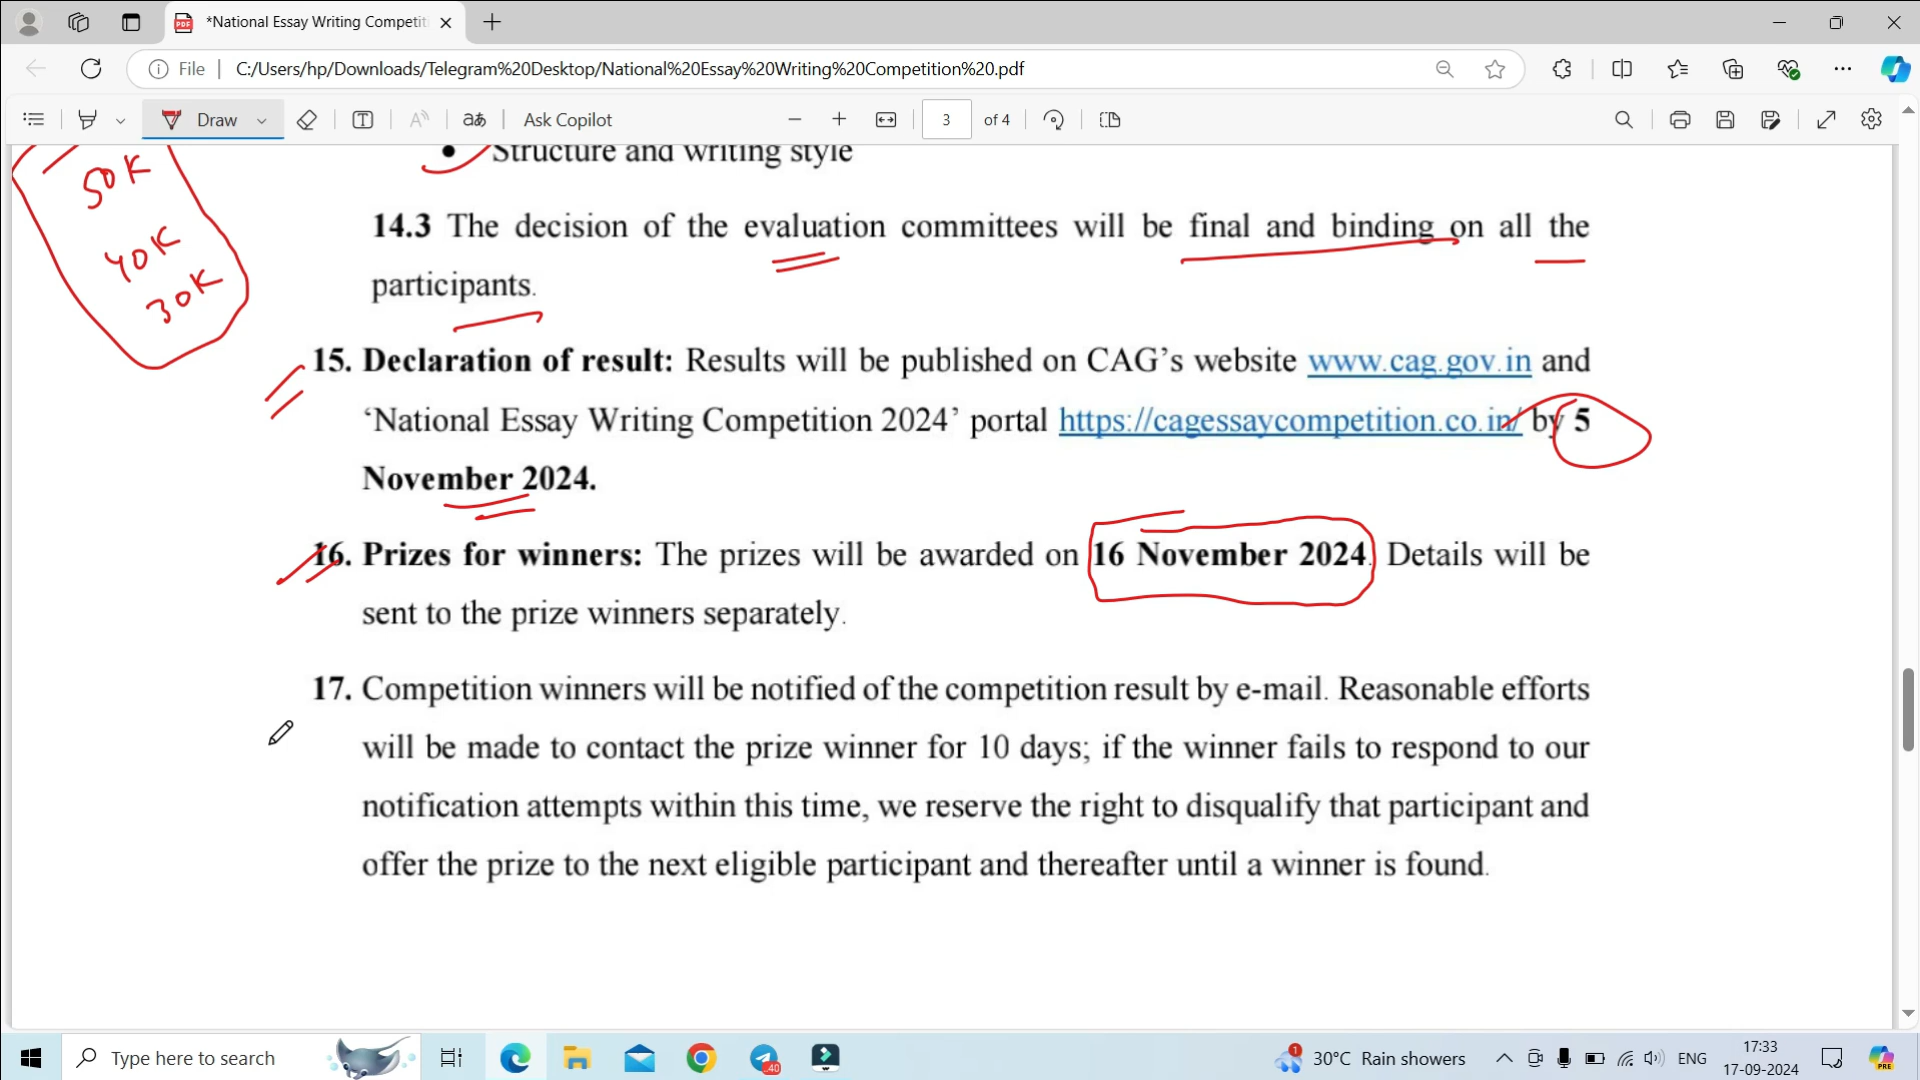 *National Essay Writing Competiti
File
C:/Users/hp/Downloads/Telegram%20Desktop/National%20Essay%20Writing%20Competition%20.pdf
Draw
Ask Copilot
3 of 4
50K
40K
30K
Structure and writing style
14.3 The decision of the evaluation committees will be final and binding on all the
participants.
15. Declaration of result: Results will be published on CAG’s website www.cag.gov.in and
‘National Essay Writing Competition 2024’ portal https://cagessaycompetition.co.in/ by 5
November 2024.
16. Prizes for winners: The prizes will be awarded on 16 November 2024. Details will be
sent to the prize winners separately.
17. Competition winners will be notified of the competition result by e-mail. Reasonable efforts
will be made to contact the prize winner for 10 days; if the winner fails to respond to our
notification attempts within this time, we reserve the right to disqualify that participant and
offer the prize to the next eligible participant and thereafter until a winner is found.
Type here to search
30°C Rain showers
ENG
17:33
17-09-2024